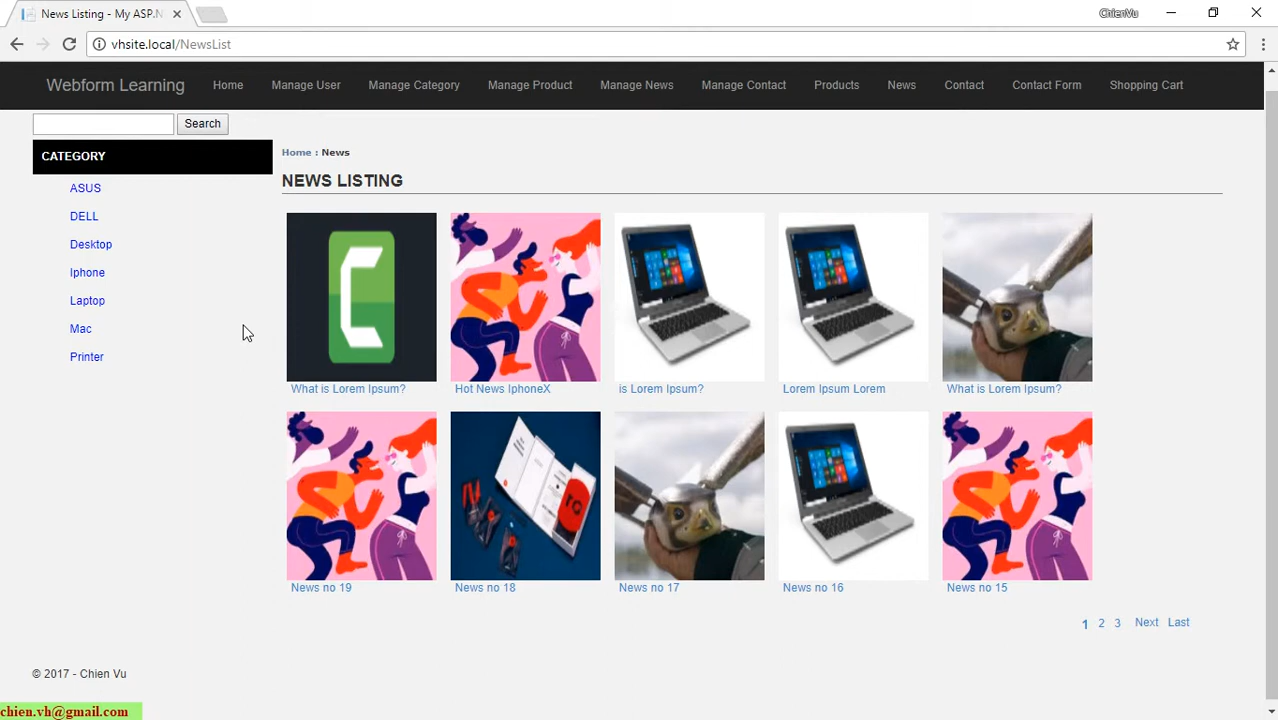 News Listing - My ASP.N
ChienVu
vhsite.local/NewsList
Webform Learning Home Manage User Manage Category Manage Product Manage News Manage Contact Products News Contact Contact Form Shopping Cart
Search
CATEGORY
ASUS
DELL
Desktop
Iphone
Laptop
Mac
Printer
Home : News
NEWS LISTING
What is Lorem Ipsum? Hot News IphoneX is Lorem Ipsum? Lorem Ipsum Lorem What is Lorem Ipsum?
News no 19 News no 18 News no 17 News no 16 News no 15
1 2 3 Next Last
© 2017 - Chien Vu
chien.vh@gmail.com